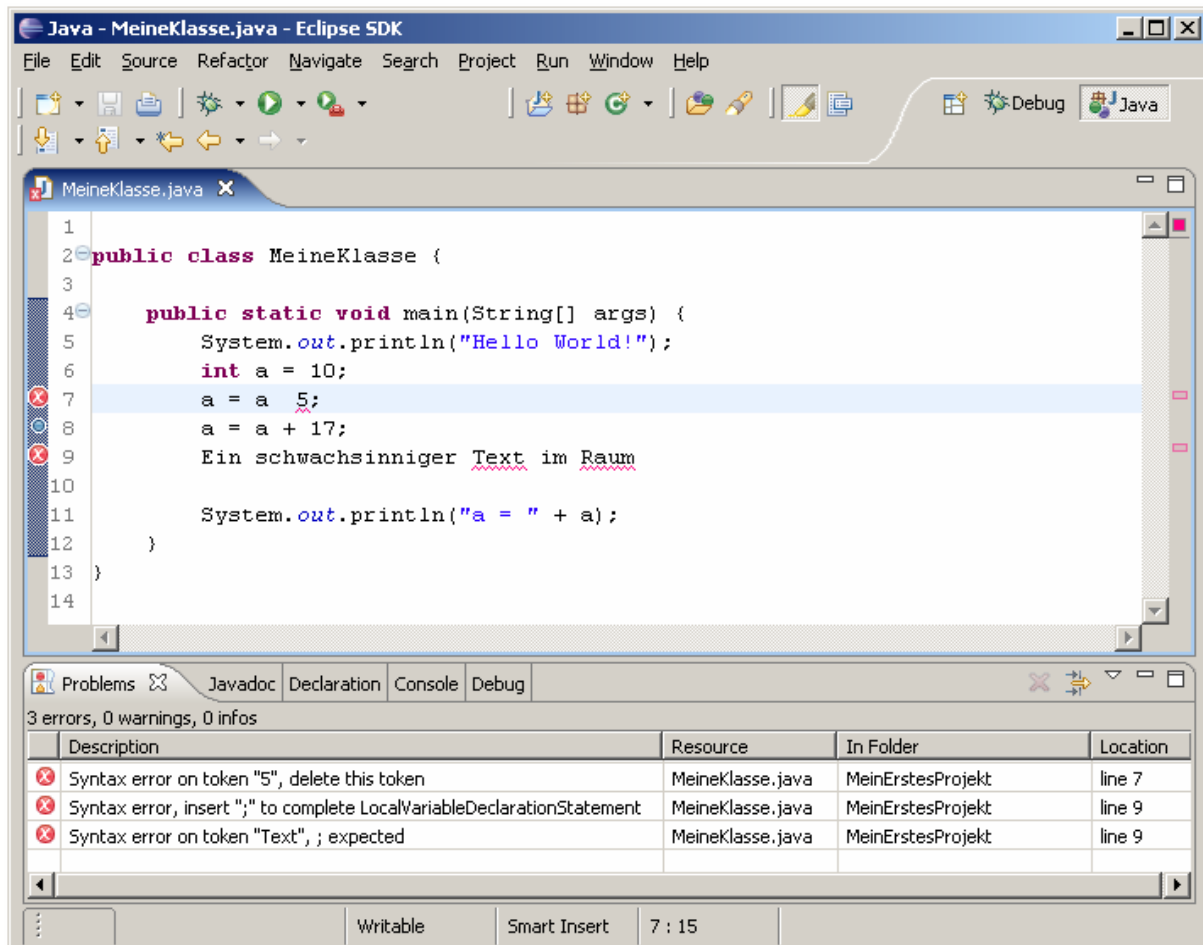 Java - MeineKlasse.java - Eclipse SDK
File Edit Source Refactor Navigate Search Project Run Window Help
Debug Java
MeineKlasse.java
1
2 public class MeineKlasse {
3
4 public static void main(String[] args) {
5 System.out.println("Hello World!");
6 int a = 10;
7 a = a  5;
8 a = a + 17;
9 Ein schwachsinniger Text im Raum
10
11 System.out.println("a = " + a);
12 }
13 }
14
Problems Javadoc Declaration Console Debug
3 errors, 0 warnings, 0 infos
Description Resource In Folder Location
Syntax error on token "5", delete this token MeineKlasse.java MeinErstesProjekt line 7
Syntax error, insert ";" to complete LocalVariableDeclarationStatement MeineKlasse.java MeinErstesProjekt line 9
Syntax error on token "Text", ; expected MeineKlasse.java MeinErstesProjekt line 9
Writable Smart Insert 7 : 15